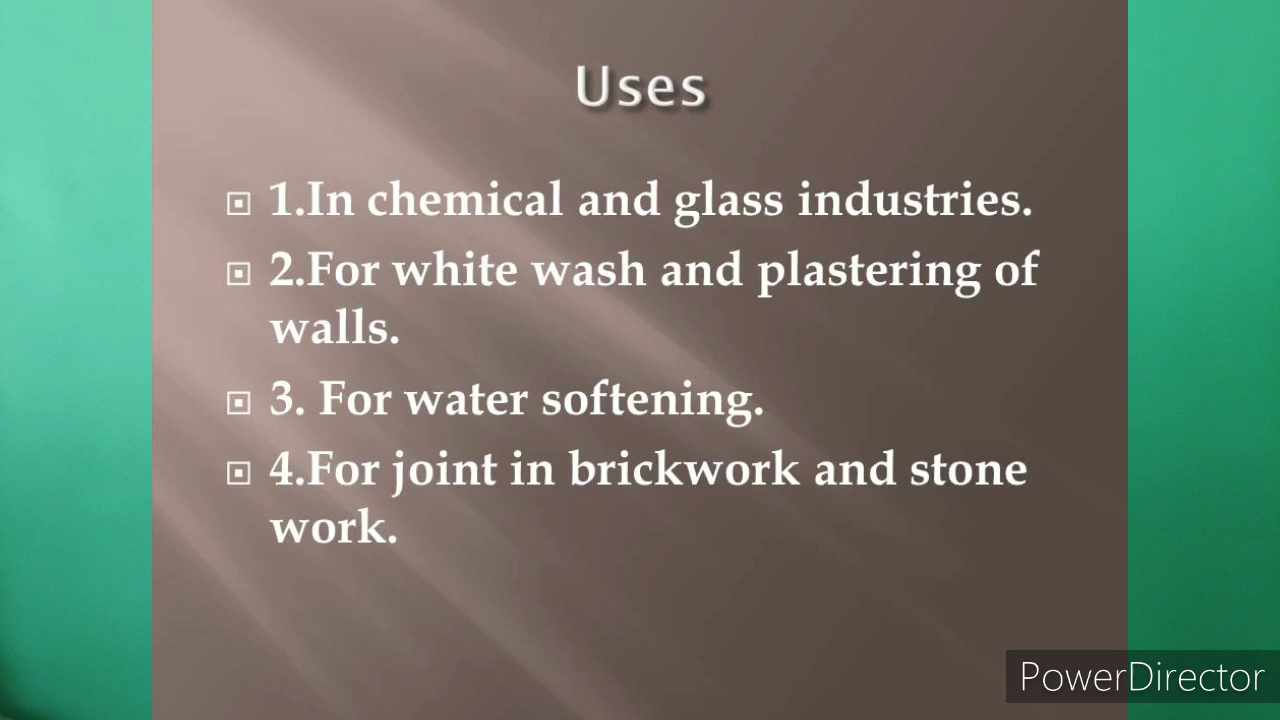 Uses
1.In chemical and glass industries.
2.For white wash and plastering of
walls.
3. For water softening.
4.For joint in brickwork and stone
work.
PowerDirector